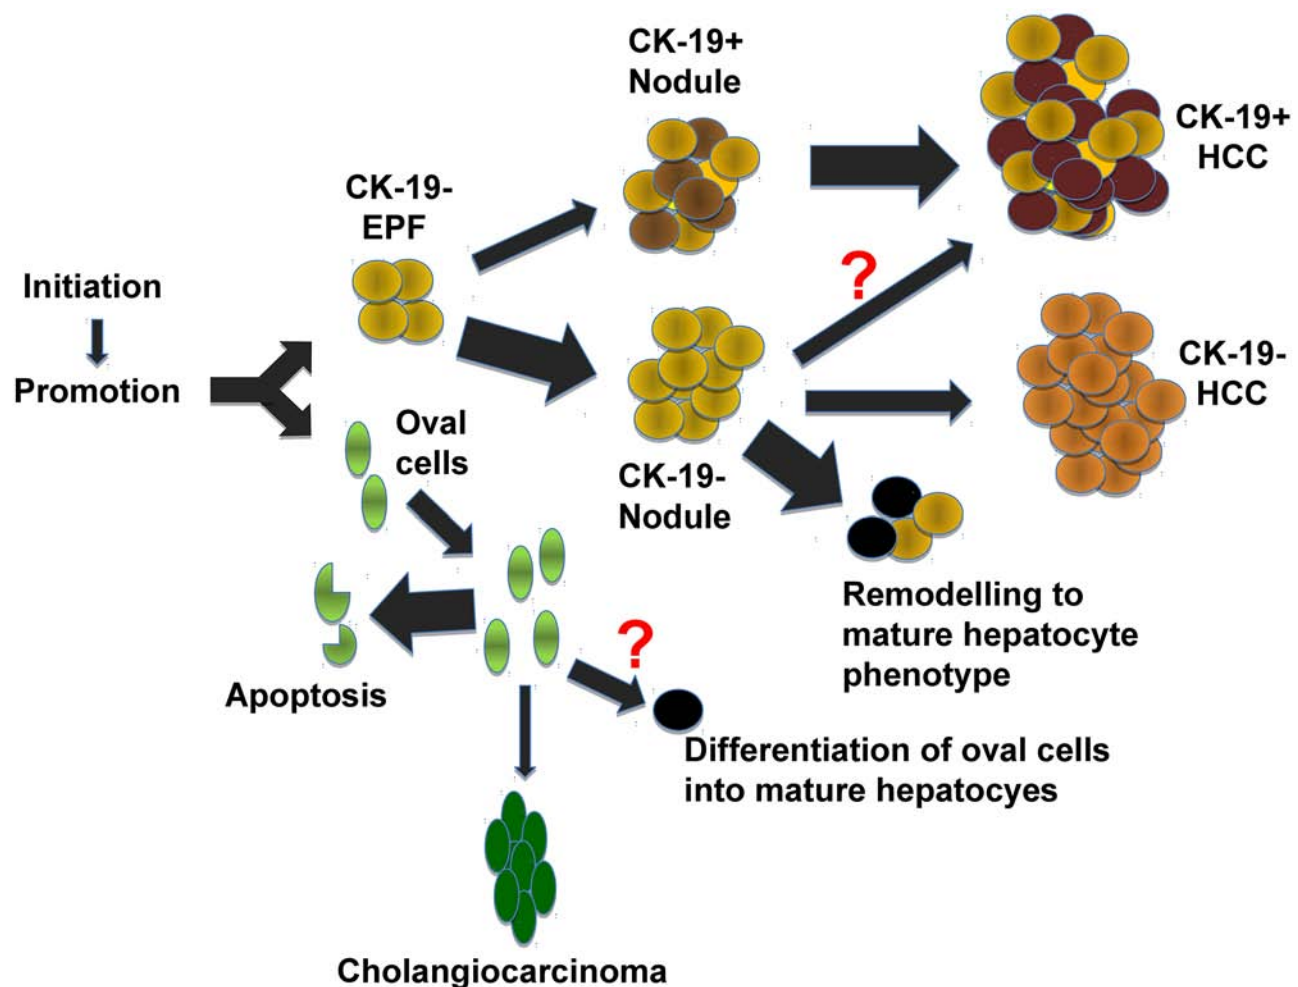 CK-19+
Nodule
CK-19+
HCC
CK-19-
EPF
Initiation
Promotion
?
CK-19-
HCC
Oval
cells
CK-19-
Nodule
Remodelling to
mature hepatocyte
phenotype
?
Apoptosis
Differentiation of oval cells
into mature hepatocyes
Cholangiocarcinoma